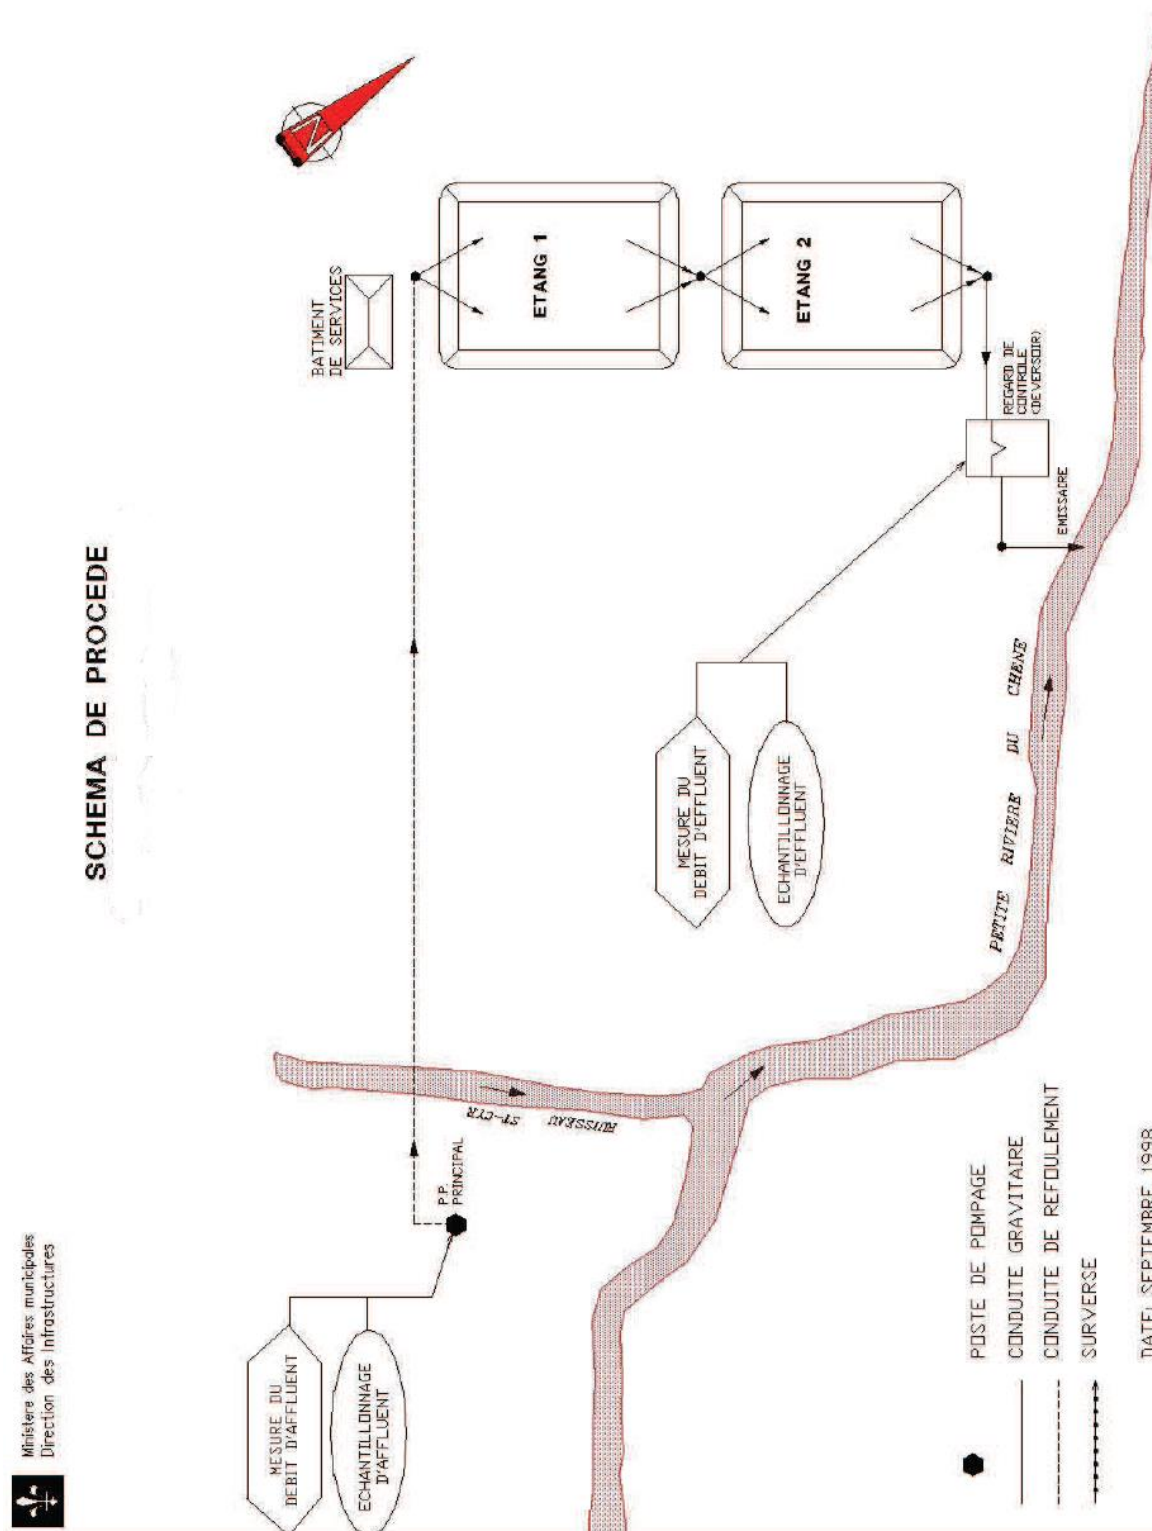 Ministere des Affaires municipales
Direction des Infrastructures
SCHEMA DE PROCEDE
N
BATIMENT
DE SERVICES
ETANG 1
ETANG 2
REGARD DE
CONTROLE
(DEVERSOIR)
EMISSAIRE
MESURE DU
DEBIT D'EFFLUENT
ECHANTILLONNAGE
D'EFFLUENT
PETITE RIVIERE DU CHENE
RUISSEAU ST-CYR
P.P.
PRINCIPAL
MESURE DU
DEBIT D'AFFLUENT
ECHANTILLONNAGE
D'AFFLUENT
POSTE DE POMPAGE
CONDUITE GRAVITAIRE
CONDUITE DE REFOULEMENT
SURVERSE
DATE: SEPTEMBRE 1998